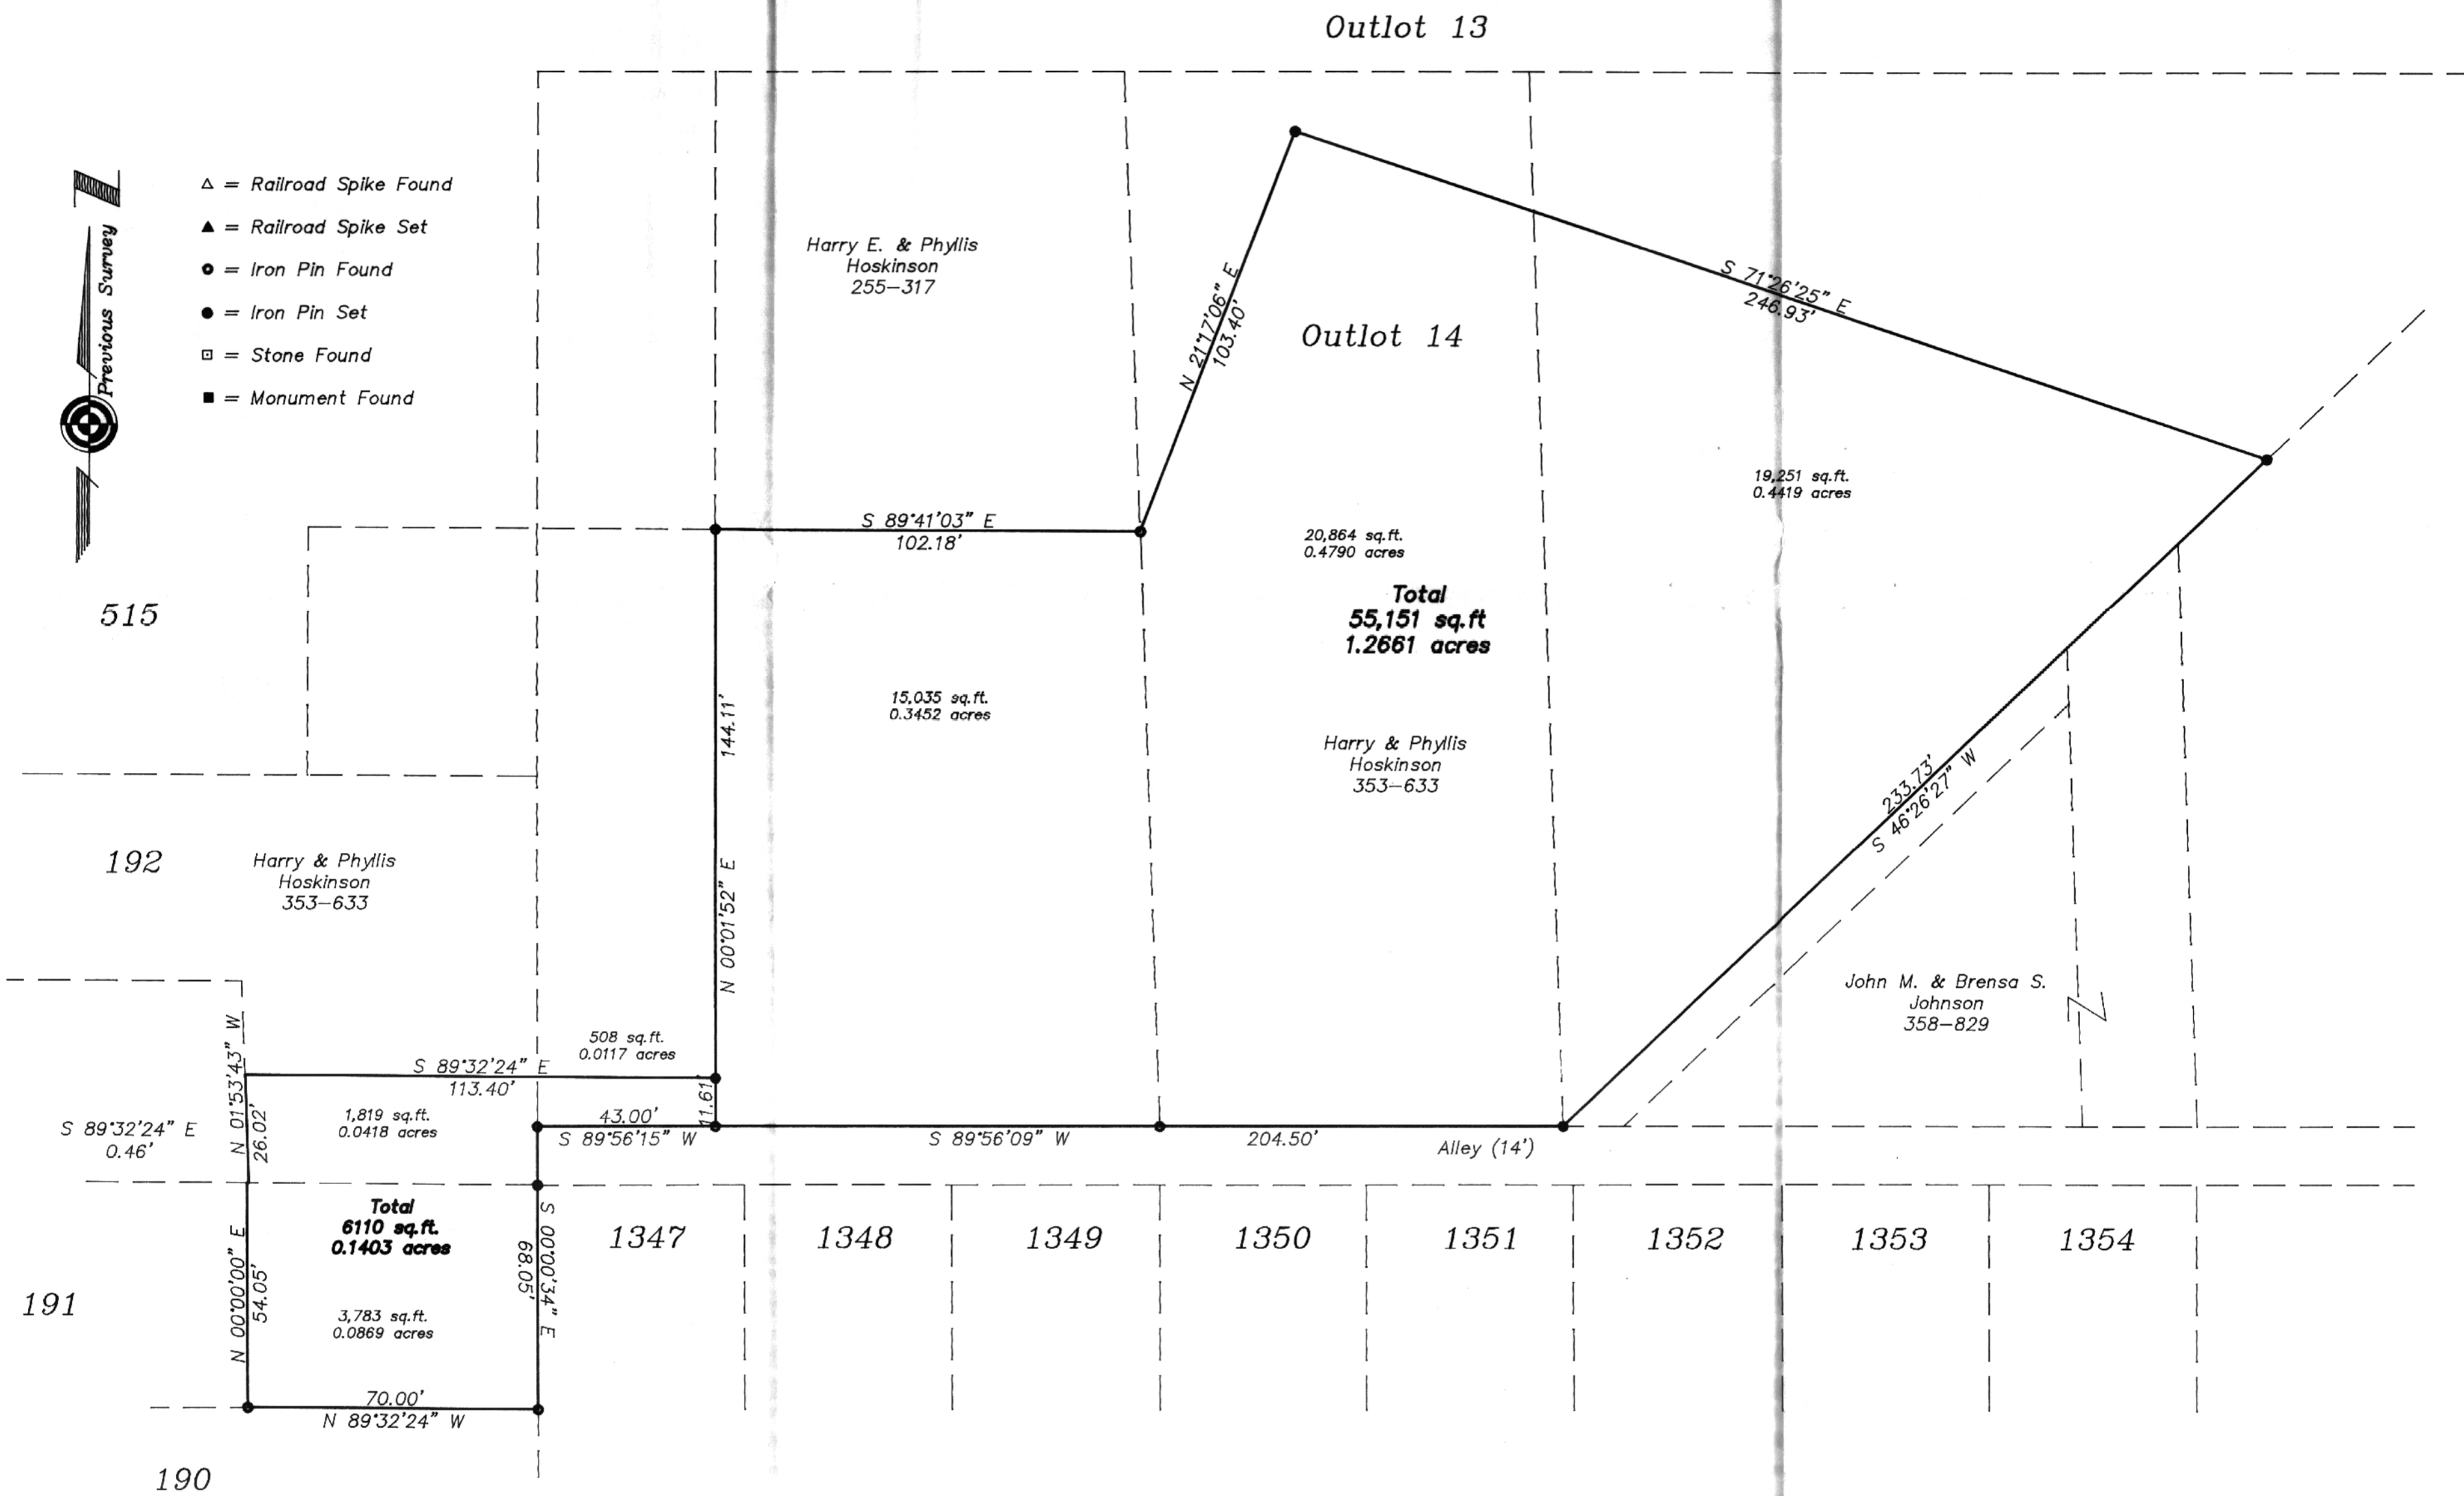 Outlot 13
Previous Survey
△ = Railroad Spike Found
▲ = Railroad Spike Set
= Iron Pin Found
● = Iron Pin Set
= Stone Found
■ = Monument Found
Harry E. & Phyllis
Hoskinson
255-317
N 21°17'06" E
103.40'
Outlot 14
S 71°26'25" E
246.93'
19,251 sq.ft.
0.4419 acres
S 89°41'03" E
102.18'
20,864 sq.ft.
0.4790 acres
Total
55,151 sq.ft
1.2661 acres
515
144.11'
N 00°01'52" E
15,035 sq.ft.
0.3452 acres
Harry & Phyllis
Hoskinson
353-633
233.73'
S 46°26'27" W
192
Harry & Phyllis
Hoskinson
353-633
John M. & Brensa S.
Johnson
358-829
508 sq.ft.
0.0117 acres
S 89°32'24" E
113.40'
N 01°53'43" W
26.02'
11.61'
1,819 sq.ft.
0.0418 acres
S 89°32'24" E
0.46'
43.00'
S 89°56'15" W
S 89°56'09" W
204.50'
Alley (14')
Total
6110 sq.ft.
0.1403 acres
S 00°00'34" E
68.05'
1347
1348
1349
1350
1351
1352
1353
1354
191
N 00°00'00" E
54.05'
3,783 sq.ft.
0.0869 acres
70.00'
N 89°32'24" W
190